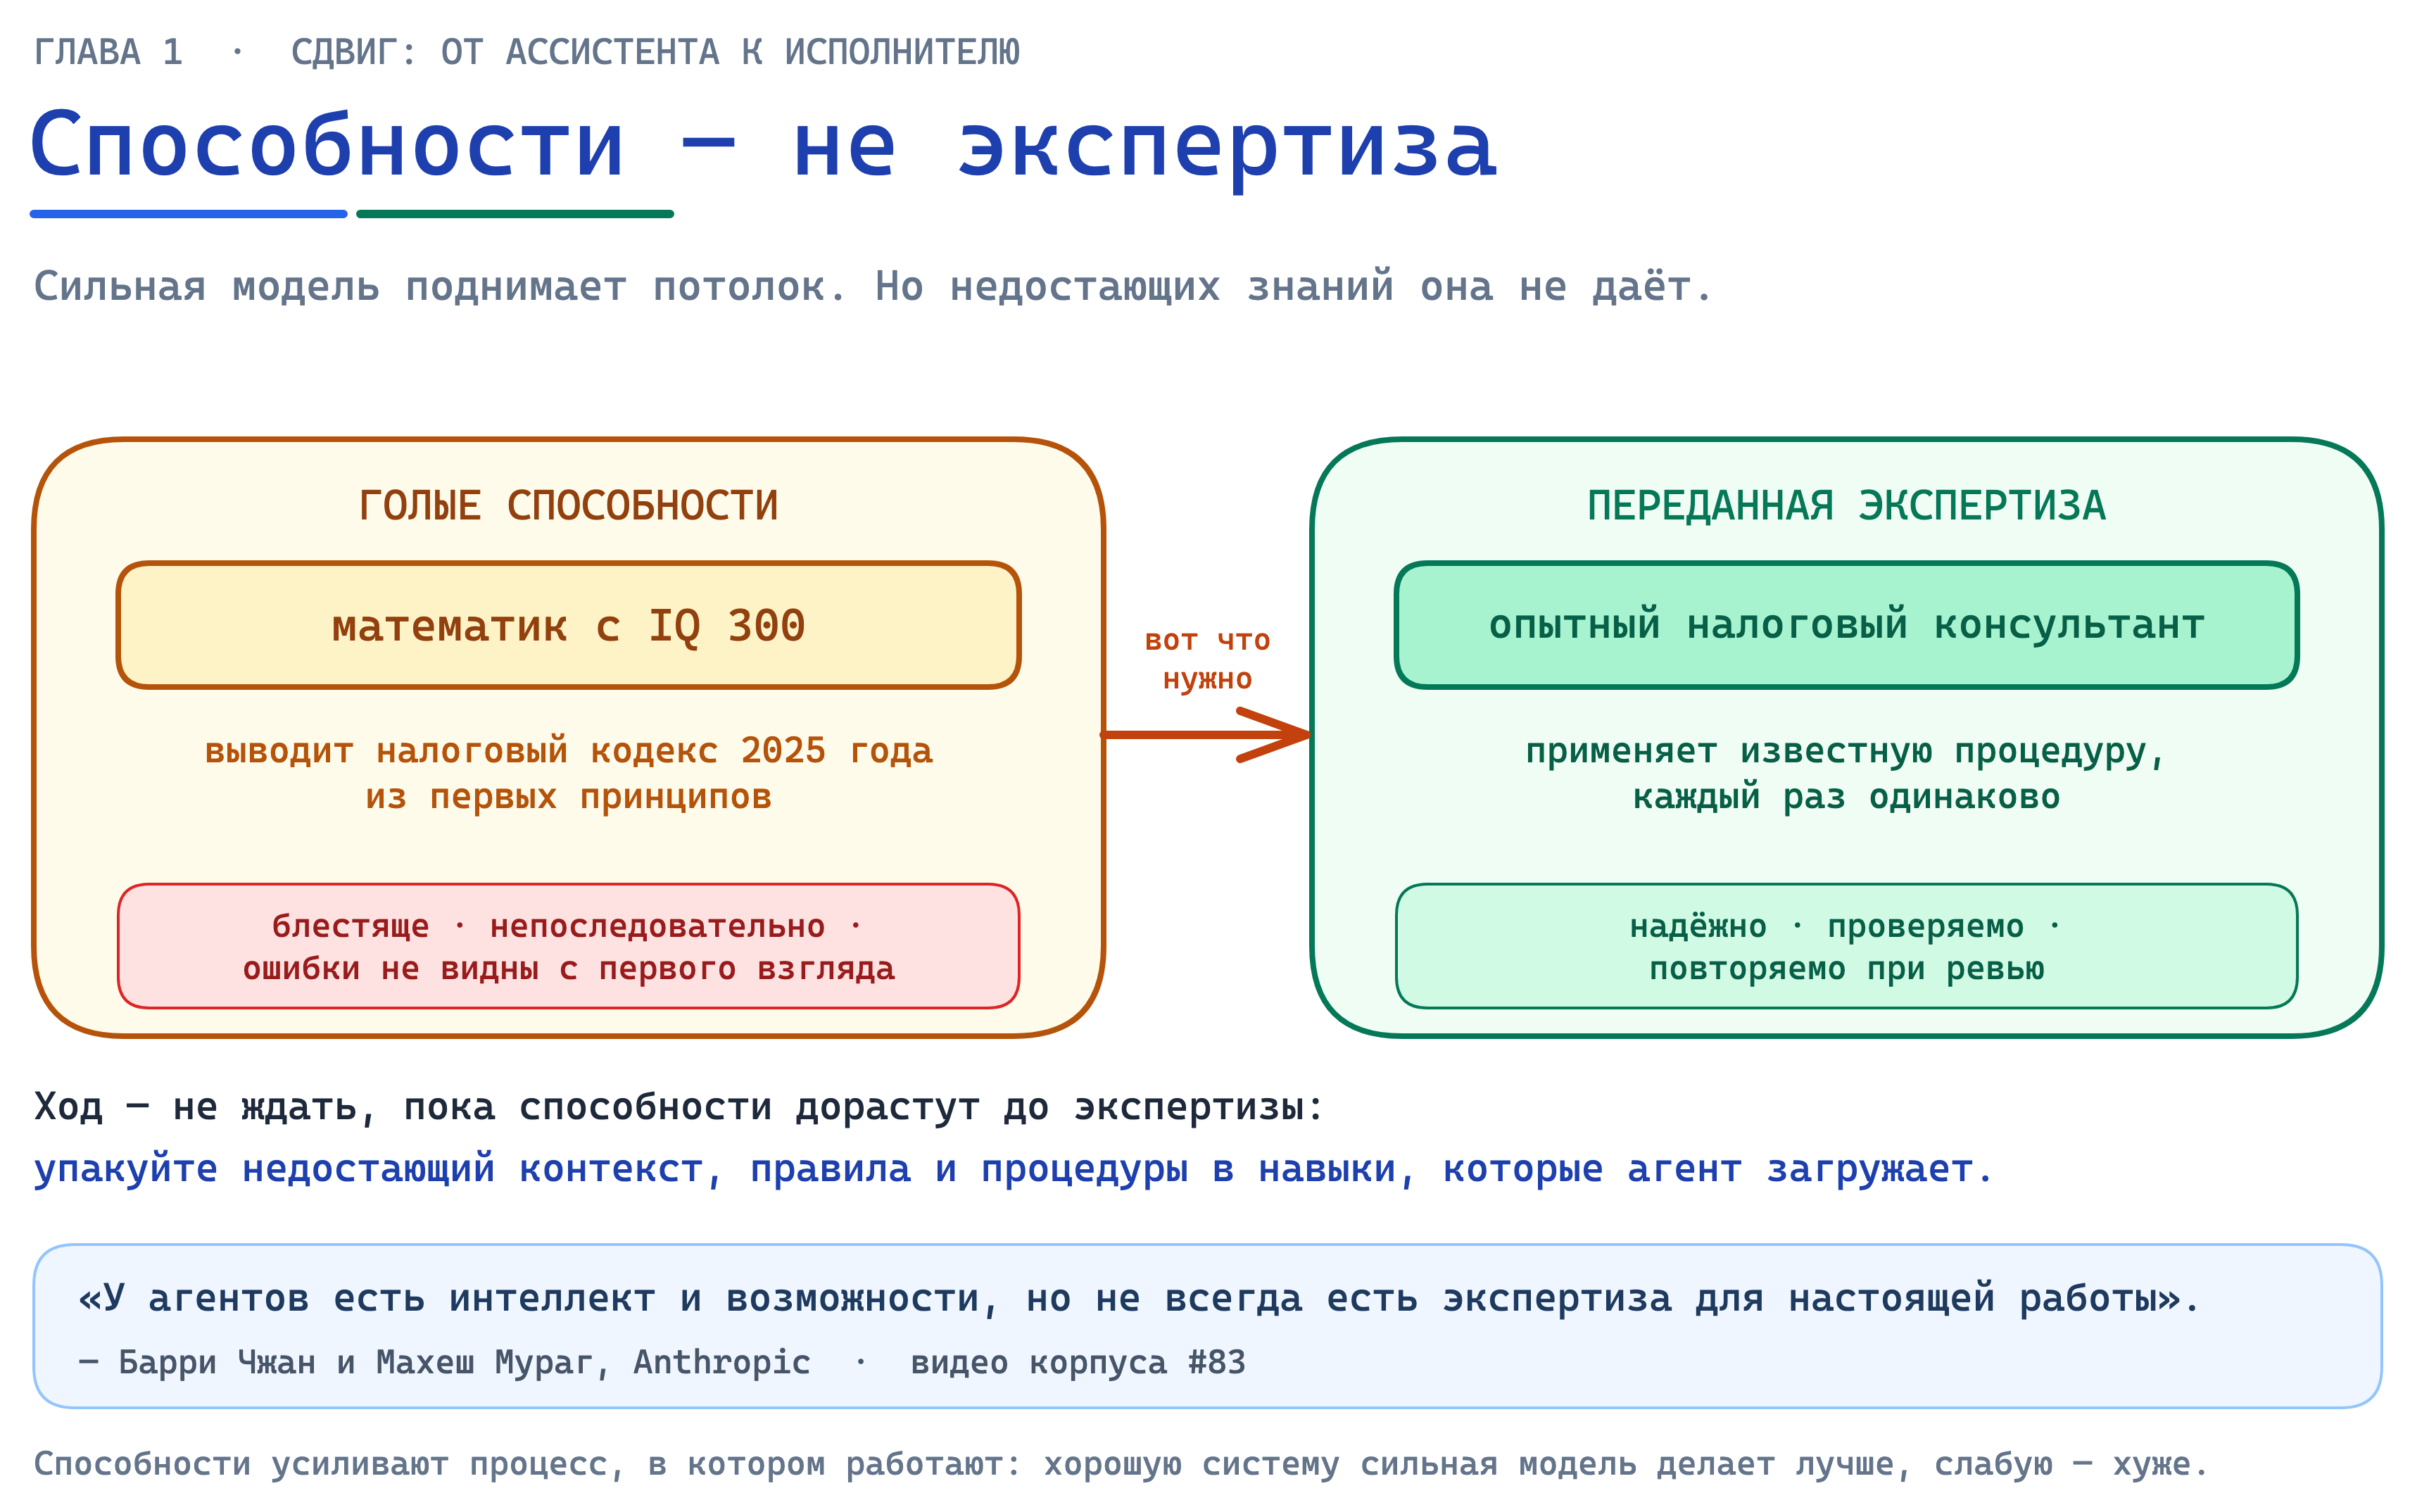 ГЛАВА 1 · СДВИГ: ОТ АССИСТЕНТА К ИСПОЛНИТЕЛЮ
Способности — не экспертиза
Сильная модель поднимает потолок. Но недостающих знаний она не даёт.
ГОЛЫЕ СПОСОБНОСТИ
математик с IQ 300
выводит налоговый кодекс 2025 года
из первых принципов
блестяще · непоследовательно ·
ошибки не видны с первого взгляда
вот что
нужно
ПЕРЕДАННАЯ ЭКСПЕРТИЗА
опытный налоговый консультант
применяет известную процедуру,
каждый раз одинаково
надёжно · проверяемо ·
повторяемо при ревью
Ход — не ждать, пока способности дорастут до экспертизы:
упакуйте недостающий контекст, правила и процедуры в навыки, которые агент загружает.
«У агентов есть интеллект и возможности, но не всегда есть экспертиза для настоящей работы».
— Барри Чжан и Махеш Мураг, Anthropic · видео корпуса #83
Способности усиливают процесс, в котором работают: хорошую систему сильная модель делает лучше, слабую — хуже.